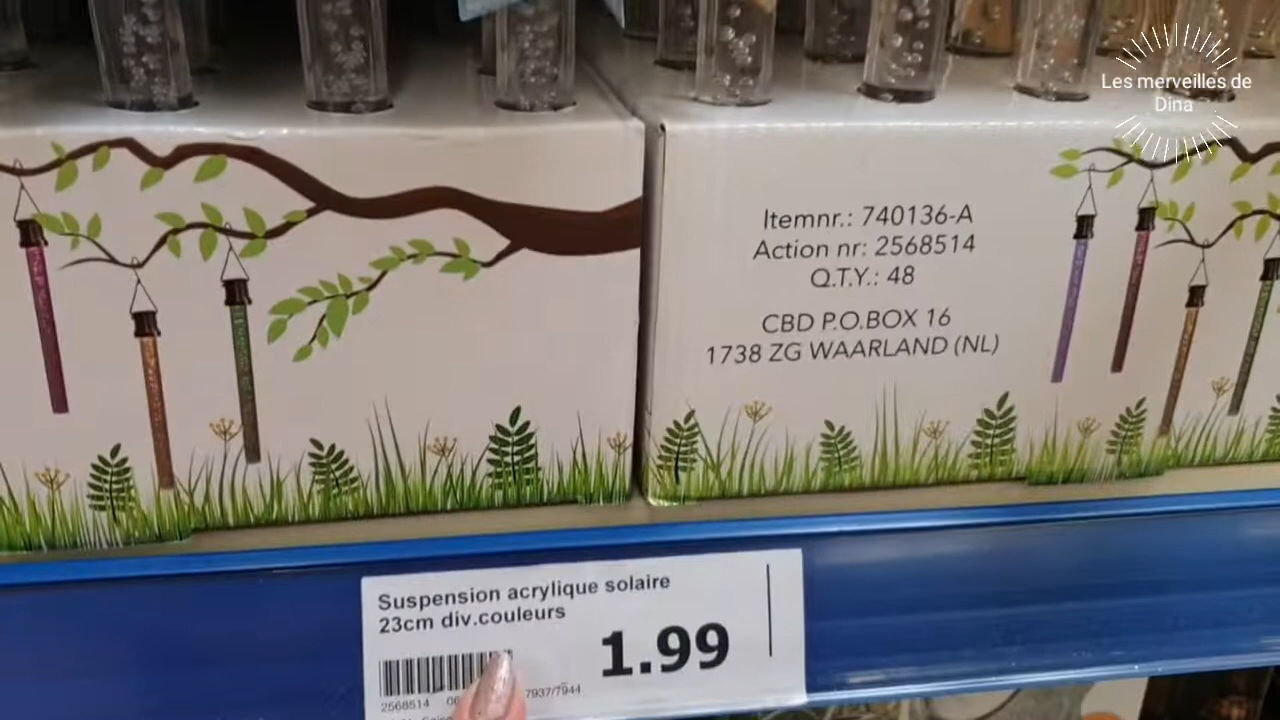 Les merveilles de
Dina
Itemnr.: 740136-A
Action nr: 2568514
Q.T.Y.: 48
CBD P.O.BOX 16
1738 ZG WAARLAND (NL)
Suspension acrylique solaire
23cm div.couleurs
1.99
2568514
7937/7944